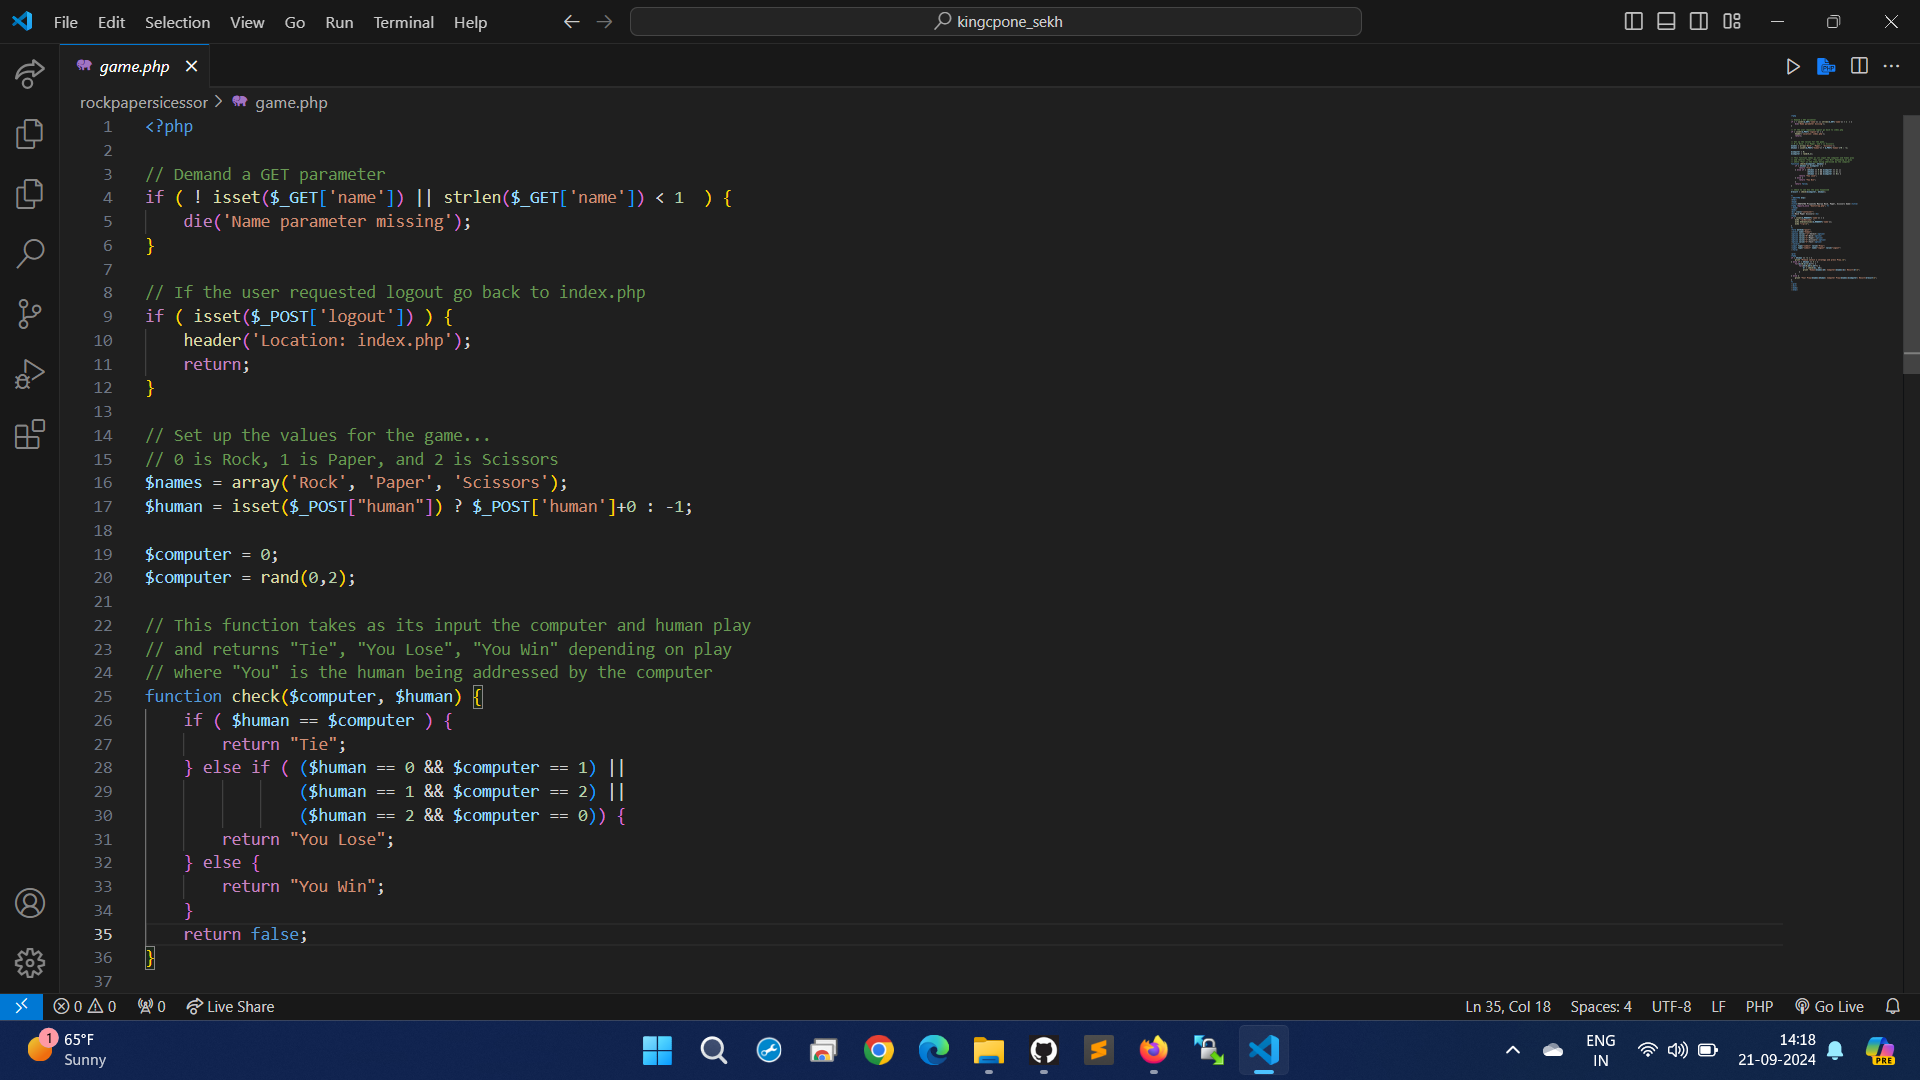 File Edit Selection View Go Run Terminal Help
kingcpone_sekh
game.php
rockpapersicessor > game.php
1 <?php
2
3 // Demand a GET parameter
4 if ( ! isset($_GET['name']) || strlen($_GET['name']) < 1  ) {
5     die('Name parameter missing');
6 }
7
8 // If the user requested logout go back to index.php
9 if ( isset($_POST['logout']) ) {
10     header('Location: index.php');
11     return;
12 }
13
14 // Set up the values for the game...
15 // 0 is Rock, 1 is Paper, and 2 is Scissors
16 $names = array('Rock', 'Paper', 'Scissors');
17 $human = isset($_POST["human"]) ? $_POST['human']+0 : -1;
18
19 $computer = 0;
20 $computer = rand(0,2);
21
22 // This function takes as its input the computer and human play
23 // and returns "Tie", "You Lose", "You Win" depending on play
24 // where "You" is the human being addressed by the computer
25 function check($computer, $human) {
26     if ( $human == $computer ) {
27         return "Tie";
28     } else if ( ($human == 0 && $computer == 1) ||
29                 ($human == 1 && $computer == 2) ||
30                 ($human == 2 && $computer == 0)) {
31         return "You Lose";
32     } else {
33         return "You Win";
34     }
35     return false;
36 }
37
0 0 0 Live Share Ln 35, Col 18 Spaces: 4 UTF-8 LF PHP Go Live
1 65°F
Sunny
ENG
IN
14:18
21-09-2024
PRE